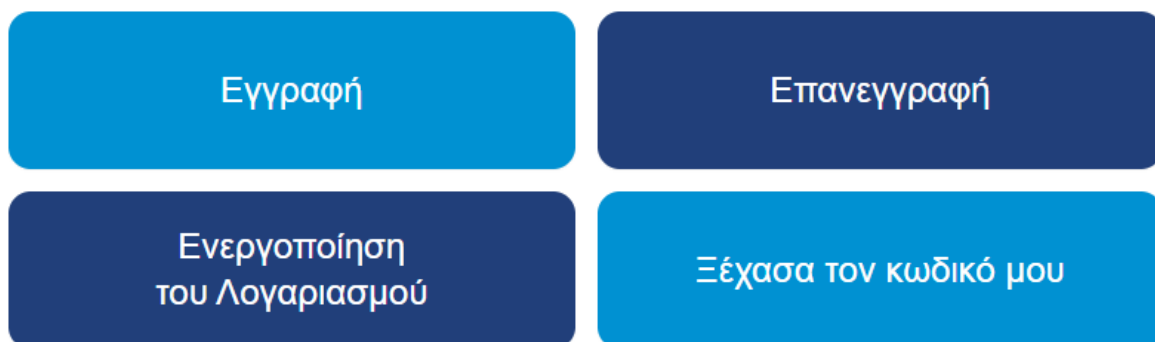 Εγγραφή
Επανεγγραφή
Ενεργοποίηση
του Λογαριασμού
Ξέχασα τον κωδικό μου